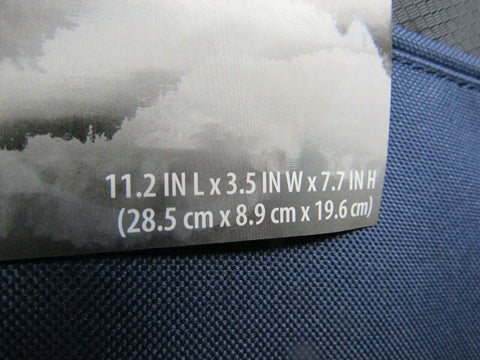 11.2 IN L x 3.5 IN W x 7.7 IN H
(28.5 cm x 8.9 cm x 19.6 cm)